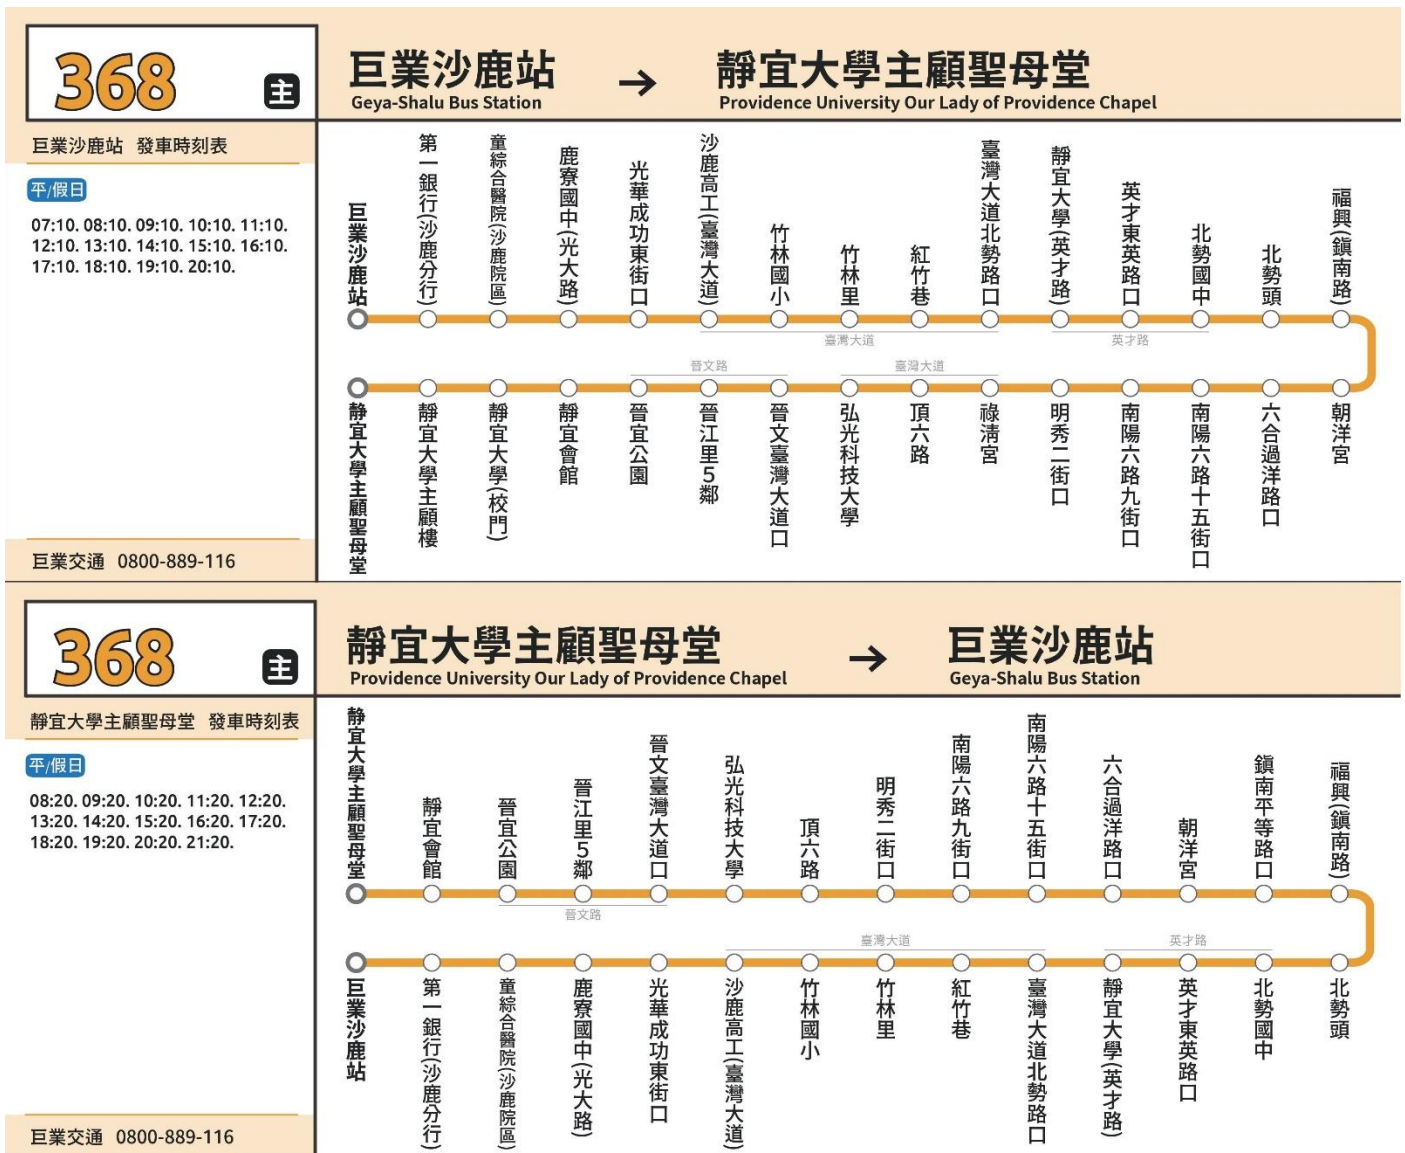 368 主
巨業沙鹿站 → 靜宜大學主顧聖母堂
Geya-Shalu Bus Station
Providence University Our Lady of Providence Chapel
巨業沙鹿站 發車時刻表
平/假日
07:10. 08:10. 09:10. 10:10. 11:10.
12:10. 13:10. 14:10. 15:10. 16:10.
17:10. 18:10. 19:10. 20:10.
巨業交通 0800-889-116
巨業沙鹿站
第一銀行(沙鹿分行)
童綜合醫院(沙鹿院區)
鹿寮國中(光大路)
光華成功東街口
沙鹿高工(臺灣大道)
竹林國小
竹林里
紅竹巷
臺灣大道北勢路口
靜宜大學(英才路)
英才東英路口
北勢國中
北勢頭
福興(鎮南路)
臺灣大道
英才路
晉文路
臺灣大道
靜宜大學主顧聖母堂
靜宜大學主顧樓
靜宜大學(校門)
靜宜會館
晉宜公園
晉江里5鄰
晉文臺灣大道口
弘光科技大學
頂六路
祿清宮
明秀二街口
南陽六路九街口
南陽六路十五街口
六合過洋路口
朝洋宮
368 主
靜宜大學主顧聖母堂 → 巨業沙鹿站
Providence University Our Lady of Providence Chapel
Geya-Shalu Bus Station
靜宜大學主顧聖母堂 發車時刻表
平/假日
08:20. 09:20. 10:20. 11:20. 12:20.
13:20. 14:20. 15:20. 16:20. 17:20.
18:20. 19:20. 20:20. 21:20.
巨業交通 0800-889-116
靜宜大學主顧聖母堂
靜宜會館
晉宜公園
晉江里5鄰
晉文臺灣大道口
弘光科技大學
頂六路
明秀二街口
南陽六路九街口
南陽六路十五街口
六合過洋路口
朝洋宮
鎮南平等路口
福興(鎮南路)
晉文路
臺灣大道
英才路
巨業沙鹿站
第一銀行(沙鹿分行)
童綜合醫院(沙鹿院區)
鹿寮國中(光大路)
光華成功東街口
沙鹿高工(臺灣大道)
竹林國小
竹林里
紅竹巷
臺灣大道北勢路口
靜宜大學(英才路)
英才東英路口
北勢國中
北勢頭